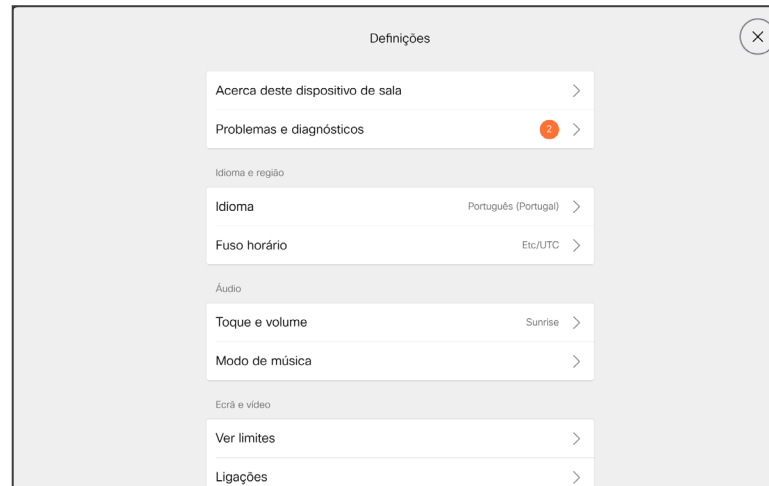 Definições
Acerca deste dispositivo de sala
Problemas e diagnósticos 2
Idioma e região
Idioma Português (Portugal)
Fuso horário Etc/UTC
Áudio
Toque e volume Sunrise
Modo de música
Ecrã e vídeo
Ver limites
Ligações